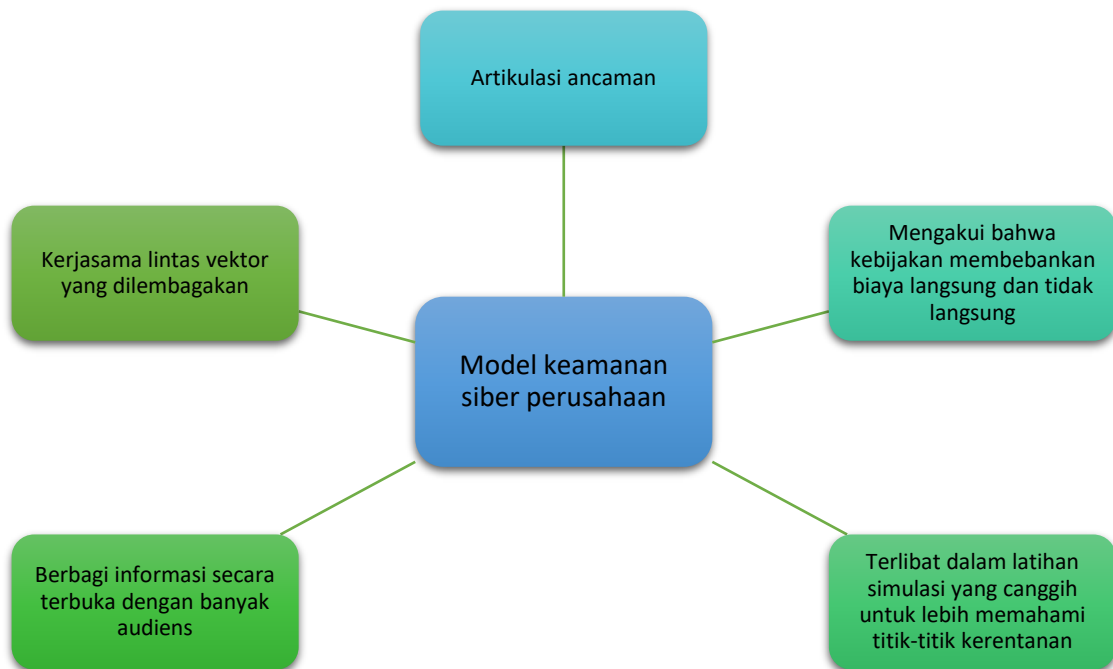 Artikulasi ancaman
Kerjasama lintas vektor
yang dilembagakan
Mengakui bahwa
kebijakan membebankan
biaya langsung dan tidak
langsung
Model keamanan
siber perusahaan
Berbagi informasi secara
terbuka dengan banyak
audiens
Terlibat dalam latihan
simulasi yang canggih
untuk lebih memahami
titik-titik kerentanan